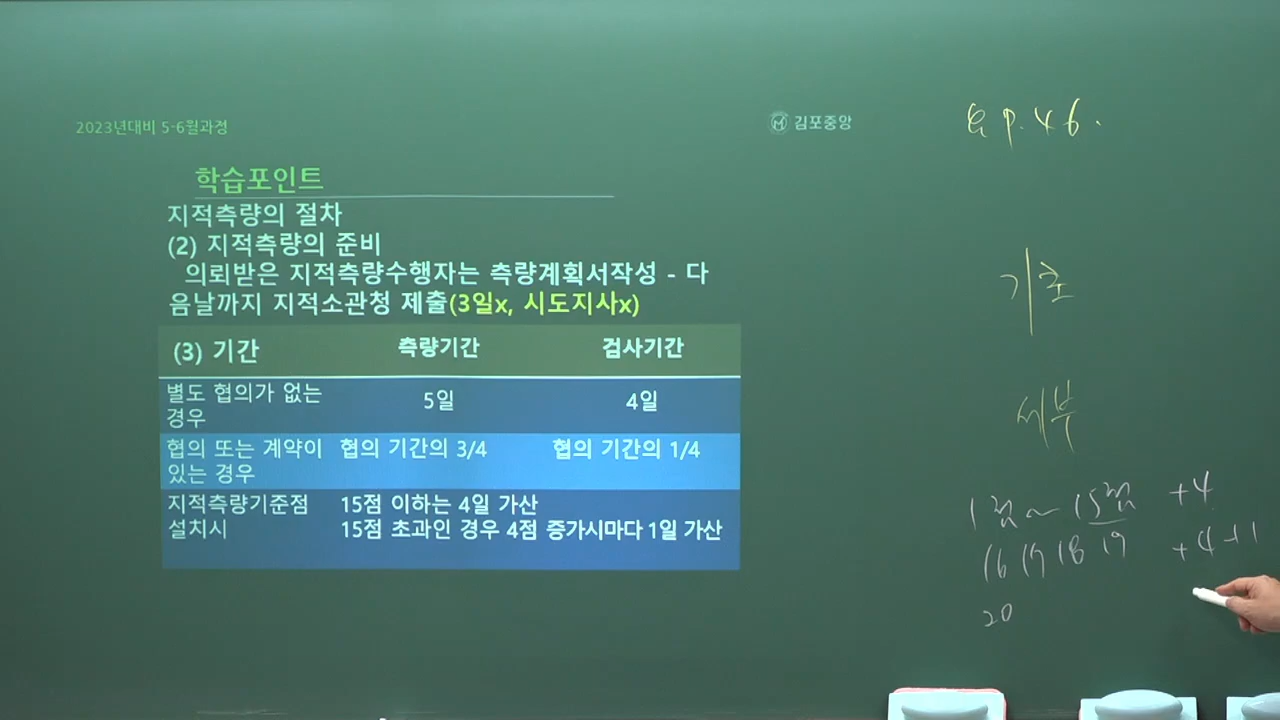 2023년대비 5-6월과정
김포중앙
학습포인트
지적측량의 절차
(2) 지적측량의 준비
의뢰받은 지적측량수행자는 측량계획서작성 - 다
음날까지 지적소관청 제출(3일x, 시도지사x)
(3) 기간 측량기간 검사기간
별도 협의가 없는
경우 5일 4일
협의 또는 계약이 협의 기간의 3/4 협의 기간의 1/4
있는 경우
지적측량기준점 15점 이하는 4일 가산
설치시 15점 초과인 경우 4점 증가시마다 1일 가산
p.46.
기초
세부
1점~15점 +4
16 17 18 19 +4+1
20